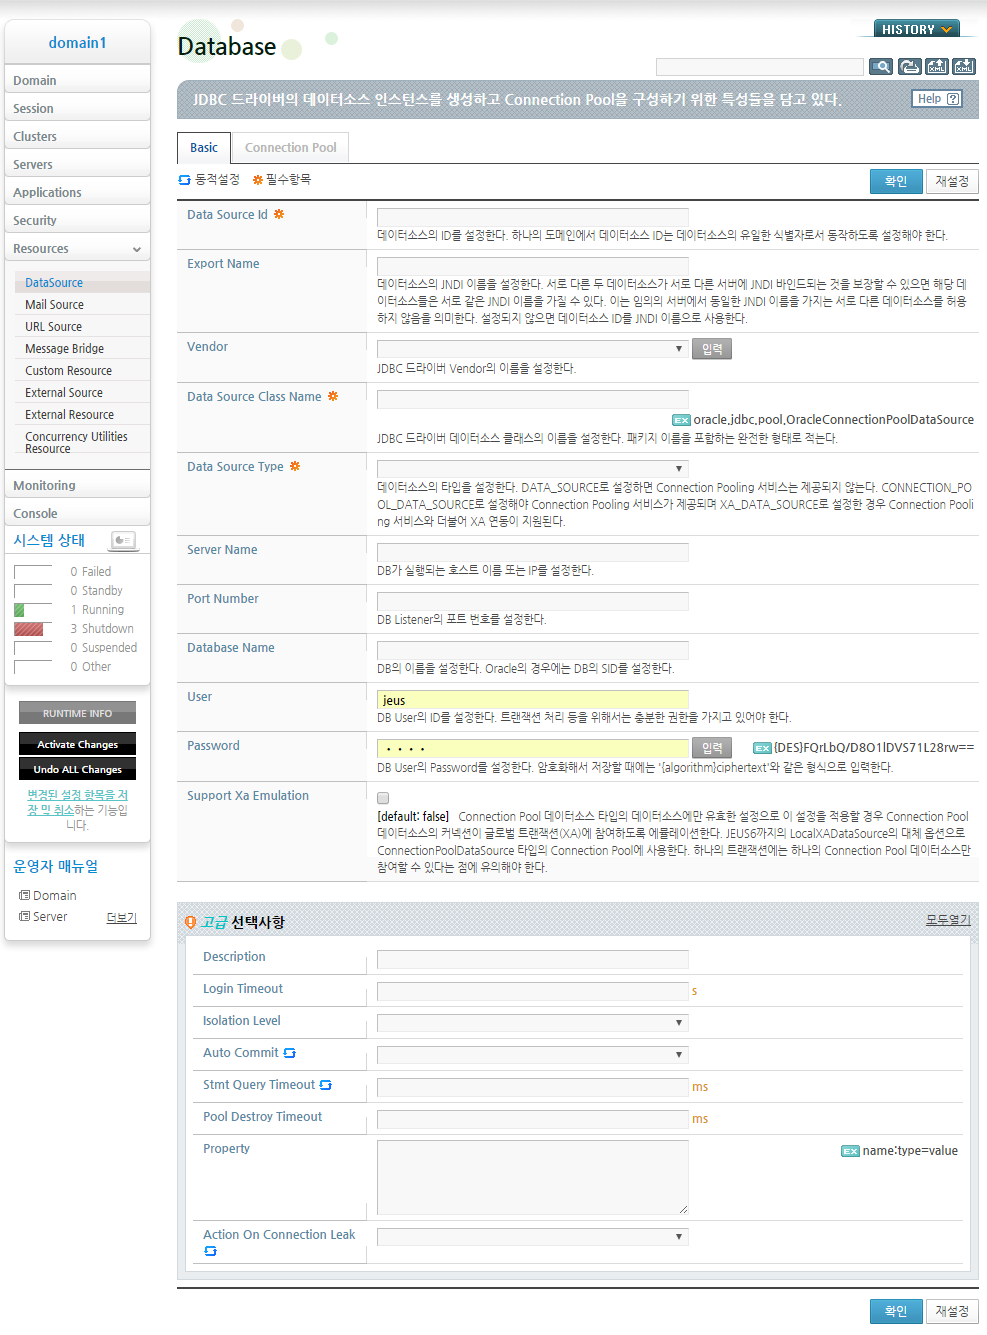 domain1
Domain
Session
Clusters
Servers
Applications
Security
Resources
DataSource
Mail Source
URL Source
Message Bridge
Custom Resource
External Source
External Resource
Concurrency Utilities
Resource
Monitoring
Console
시스템 상태
0 Failed
0 Standby
1 Running
3 Shutdown
0 Suspended
0 Other
RUNTIME INFO
Activate Changes
Undo ALL Changes
변경된 설정 항목을 저
장 및 취소하는 기능입
니다.
운영자 매뉴얼
Domain
Server 더보기
HISTORY
Database
XML XML
JDBC 드라이버의 데이터소스 인스턴스를 생성하고 Connection Pool을 구성하기 위한 특성들을 담고 있다.
Help ?
Basic Connection Pool
동적설정 필수항목
확인 재설정
Data Source Id
데이터소스의 ID를 설정한다. 하나의 도메인에서 데이터소스 ID는 데이터소스의 유일한 식별자로서 동작하도록 설정해야 한다.
Export Name
데이터소스의 JNDI 이름을 설정한다. 서로 다른 두 데이터소스가 서로 다른 서버에 JNDI 바인드되는 것을 보장할 수 있으면 해당 데
이터소스들은 서로 같은 JNDI 이름을 가질 수 있다. 이는 임의의 서버에서 동일한 JNDI 이름을 가지는 서로 다른 데이터소스를 허용
하지 않음을 의미한다. 설정되지 않으면 데이터소스 ID를 JNDI 이름으로 사용한다.
Vendor
입력
JDBC 드라이버 Vendor의 이름을 설정한다.
Data Source Class Name
EX oracle.jdbc.pool.OracleConnectionPoolDataSource
JDBC 드라이버 데이터소스 클래스의 이름을 설정한다. 패키지 이름을 포함하는 완전한 형태로 적는다.
Data Source Type
데이터소스의 타입을 설정한다. DATA_SOURCE로 설정하면 Connection Pooling 서비스는 제공되지 않는다. CONNECTION_PO
OL_DATA_SOURCE로 설정해야 Connection Pooling 서비스가 제공되며 XA_DATA_SOURCE로 설정한 경우 Connection Pooli
ng 서비스와 더불어 XA 연동이 지원된다.
Server Name
DB가 실행되는 호스트 이름 또는 IP를 설정한다.
Port Number
DB Listener의 포트 번호를 설정한다.
Database Name
DB의 이름을 설정한다. Oracle의 경우에는 DB의 SID를 설정한다.
User
jeus
DB User의 ID를 설정한다. 트랜잭션 처리 등을 위해서는 충분한 권한을 가지고 있어야 한다.
Password
입력
EX {DES}FQrLbQ/D8O1lDVS71L28rw==
DB User의 Password를 설정한다. 암호화해서 저장할 때에는 '{algorithm}ciphertext'와 같은 형식으로 입력한다.
Support Xa Emulation
[default: false] Connection Pool 데이터소스 타입의 데이터소스에만 유효한 설정으로 이 설정을 적용할 경우 Connection Pool
데이터소스의 커넥션이 글로벌 트랜잭션(XA)에 참여하도록 에뮬레이션한다. JEUS6까지의 LocalXADataSource의 대체 옵션으로
ConnectionPoolDataSource 타입의 Connection Pool에 사용한다. 하나의 트랜잭션에는 하나의 Connection Pool 데이터소스만
참여할 수 있다는 점에 유의해야 한다.
고급 선택사항
모두열기
Description
Login Timeout
s
Isolation Level
Auto Commit
Stmt Query Timeout
ms
Pool Destroy Timeout
ms
Property
EX name:type=value
Action On Connection Leak
확인 재설정